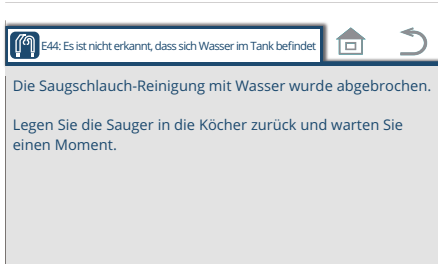 E44: Es ist nicht erkannt, dass sich Wasser im Tank befindet
Die Saugschlauch-Reinigung mit Wasser wurde abgebrochen.
Legen Sie die Sauger in die Köcher zurück und warten Sie
einen Moment.